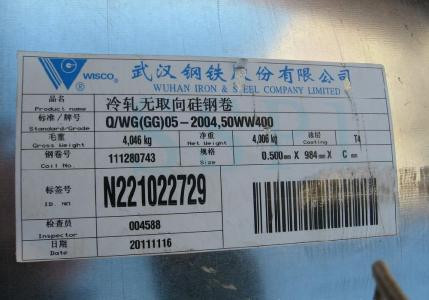 WISCO 武汉钢铁股份有限公司
WUHAN IRON & STEEL COMPANY LIMITED
品名 冷轧无取向硅钢卷
Product name
标准/牌号 Q/WG(GG)05-2004,50WW400
Standard/Grade
毛重 4,046 kg 净重 4,006 kg 涂层 T4
Gross Weight Net Weight Coating
钢卷号 111280743 规格 0.500mm X 984mm X C mm
Coil No. Size
标签号 N221022729
ID. NO
检查员 004588
Inspector
日期 20111116
Date